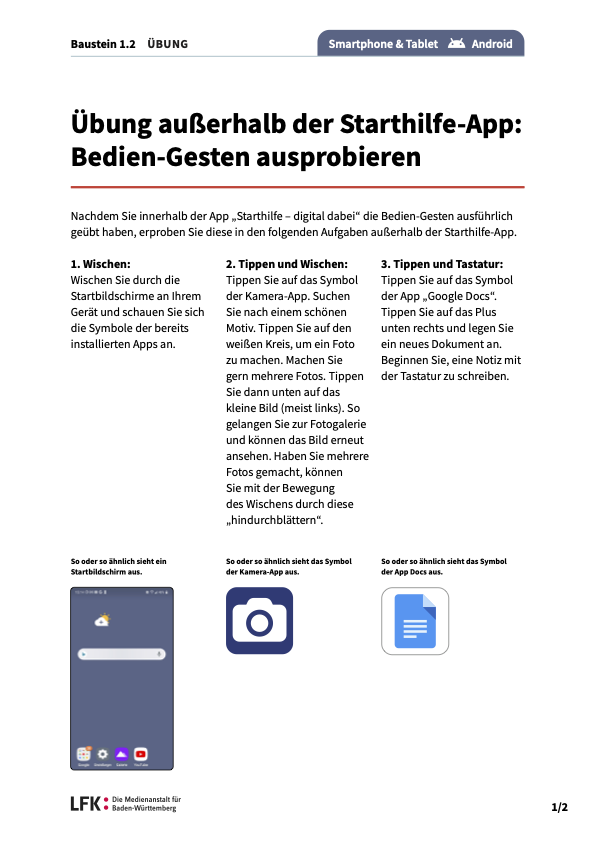 Baustein 1.2 ÜBUNG
Smartphone & Tablet Android
Übung außerhalb der Starthilfe-App:
Bedien-Gesten ausprobieren
Nachdem Sie innerhalb der App „Starthilfe – digital dabei“ die Bedien-Gesten ausführlich
geübt haben, erproben Sie diese in den folgenden Aufgaben außerhalb der Starthilfe-App.
1. Wischen:
Wischen Sie durch die
Startbildschirme an Ihrem
Gerät und schauen Sie sich
die Symbole der bereits
installierten Apps an.
2. Tippen und Wischen:
Tippen Sie auf das Symbol
der Kamera-App. Suchen
Sie nach einem schönen
Motiv. Tippen Sie auf den
weißen Kreis, um ein Foto
zu machen. Machen Sie
gern mehrere Fotos. Tippen
Sie dann unten auf das
kleine Bild (meist links). So
gelangen Sie zur Fotogalerie
und können das Bild erneut
ansehen. Haben Sie mehrere
Fotos gemacht, können
Sie mit der Bewegung
des Wischens durch diese
„hindurchblättern“.
3. Tippen und Tastatur:
Tippen Sie auf das Symbol
der App „Google Docs“.
Tippen Sie auf das Plus
unten rechts und legen Sie
ein neues Dokument an.
Beginnen Sie, eine Notiz mit
der Tastatur zu schreiben.
So oder so ähnlich sieht ein
Startbildschirm aus.
So oder so ähnlich sieht das Symbol
der Kamera-App aus.
So oder so ähnlich sieht das Symbol
der App Docs aus.
Google Galerie YouTube
LFK Die Medienanstalt für
Baden-Württemberg
1/2